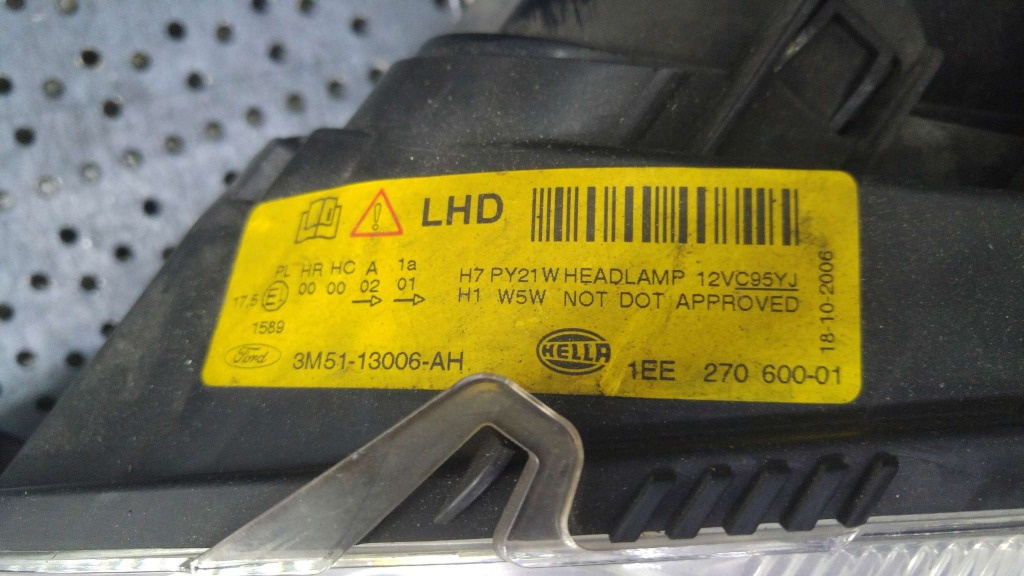 LHD
PL HR HC A 1a
00 00 02 01
17,5 E1
1589
H7 PY21W HEADLAMP 12VC95YJ
H1 W5W NOT DOT APPROVED
18-10-2006
Ford 3M51-13006-AH
HELLA 1EE 270 600-01